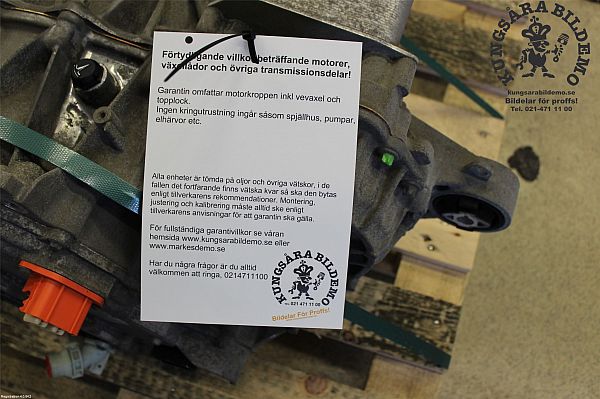 Förtydligande villkor beträffande motorer,
växellådor och övriga transmissionsdelar!
Garantin omfattar motorkroppen inkl vevaxel och
topplock.
Ingen kringutrustning ingår såsom spjällhus, pumpar,
elhärvor etc.
Alla enheter är tömda på oljor och övriga vätskor, i de
fallen det fortfarande finns vätska kvar så ska den bytas
enligt tillverkarens rekommendationer. Montering,
justering och kalibrering måste alltid ske enligt
tillverkarens anvisningar för att garantin ska gälla.
För fullständiga garantivillkor se våran
hemsida www.kungsarabildemo.se eller
www.markesdemo.se
Har du några frågor är du alltid
välkommen att ringa, 0214711100
KUNGSÅRA BILDEMO
Tel. 021-471 11 00
Bildelar För Proffs!
KUNGSÅRA BILDEMO
kungsarabildemo.se
Bildelar för proffs!
Tel. 021-471 11 00